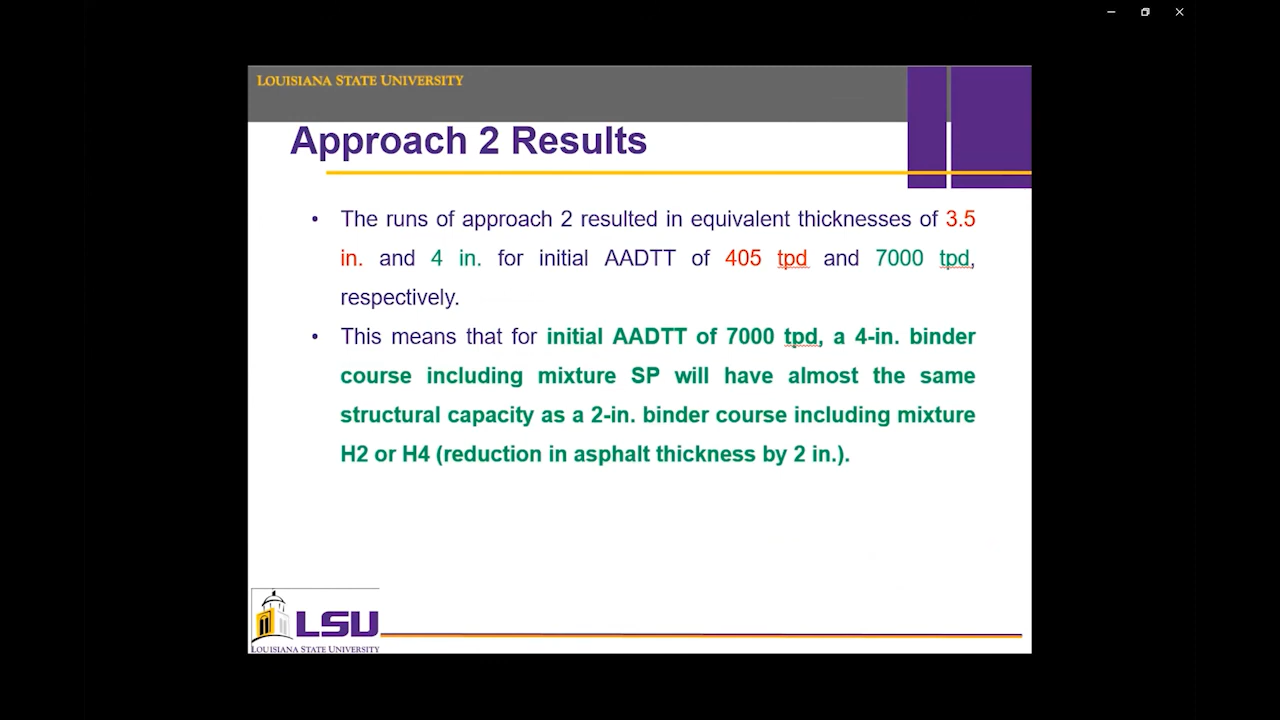 LOUISIANA STATE UNIVERSITY
Approach 2 Results
• The runs of approach 2 resulted in equivalent thicknesses of 3.5
in. and 4 in. for initial AADTT of 405 tpd and 7000 tpd,
respectively.
• This means that for initial AADTT of 7000 tpd, a 4-in. binder
course including mixture SP will have almost the same
structural capacity as a 2-in. binder course including mixture
H2 or H4 (reduction in asphalt thickness by 2 in.).
LSU
LOUISIANA STATE UNIVERSITY